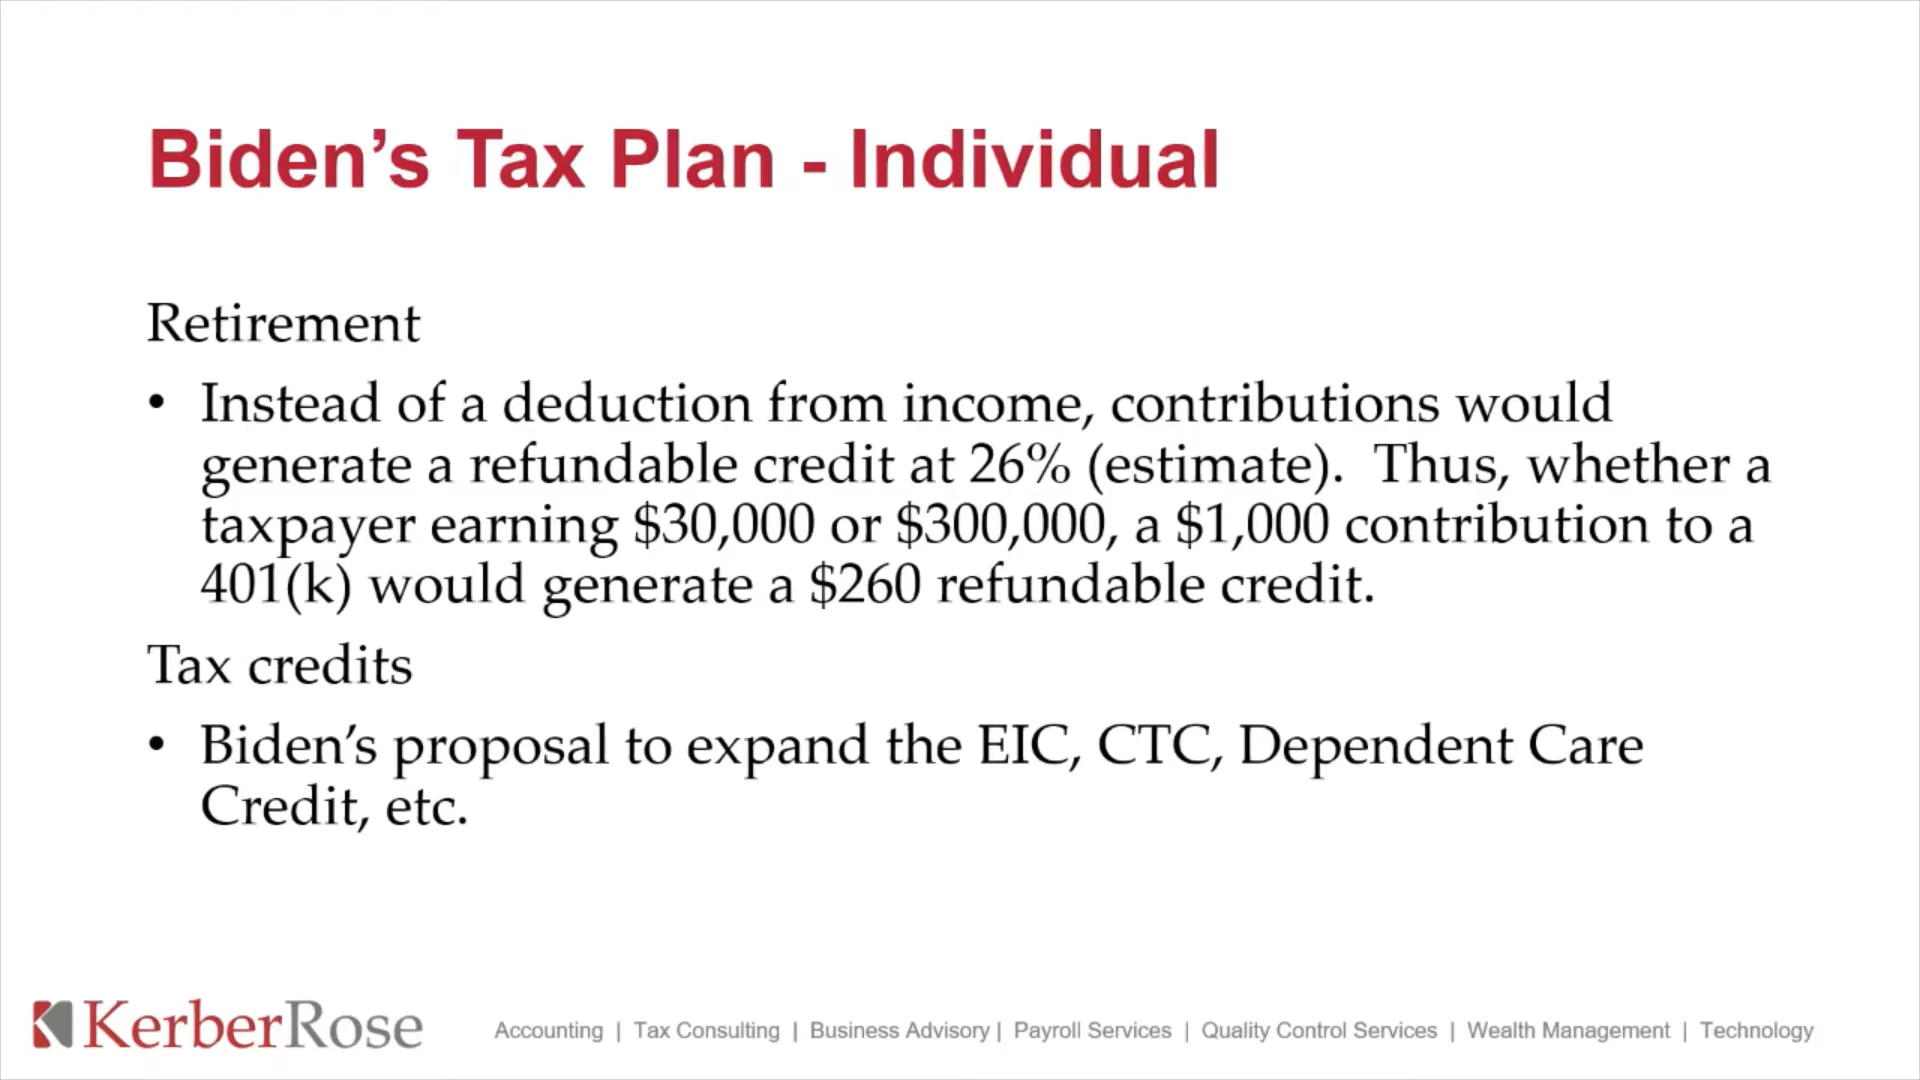 Biden’s Tax Plan - Individual
Retirement
• Instead of a deduction from income, contributions would
generate a refundable credit at 26% (estimate).  Thus, whether a
taxpayer earning $30,000 or $300,000, a $1,000 contribution to a
401(k) would generate a $260 refundable credit.
Tax credits
• Biden’s proposal to expand the EIC, CTC, Dependent Care
Credit, etc.
KerberRose Accounting | Tax Consulting | Business Advisory | Payroll Services | Quality Control Services | Wealth Management | Technology